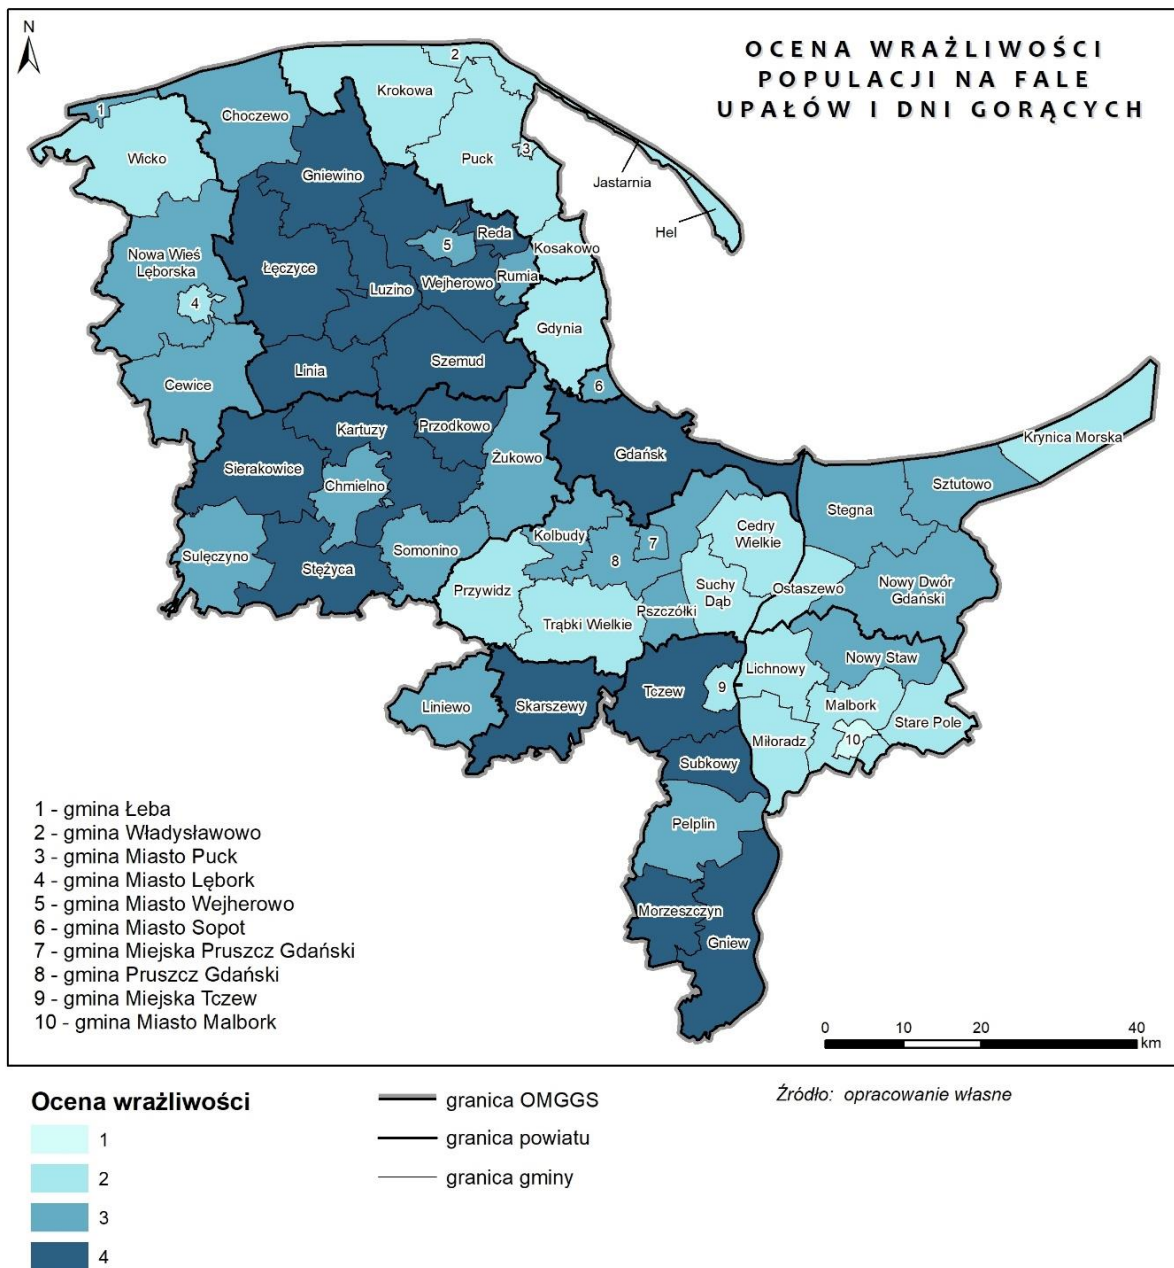 N
OCENA WRAŻLIWOŚCI
POPULACJI NA FALE
UPAŁÓW I DNI GORĄCYCH
2
Krokowa
1
Choczewo
Wicko
Puck
3
Gniewino
Jastarnia
Hel
Reda
5
Kosakowo
Nowa Wieś
Lęborska
Łęczyce
Rumia
Luzino
Wejherowo
4
Gdynia
Szemud
Linia
Cewice
6
Kartuzy
Przodkowo
Krynica Morska
Żukowo
Gdańsk
Sierakowice
Chmielno
Sztutowo
Stegna
Cedry
Wielkie
Kolbudy
7
Sulęczyno
Somonino
8
Stężyca
Nowy Dwór
Gdański
Przywidz
Suchy
Dąb
Ostaszewo
Pszczółki
Trąbki Wielkie
Nowy Staw
Lichnowy
Tczew
9
Liniewo
Skarszewy
Malbork
Stare Pole
Miłoradz
10
Subkowy
Pelplin
Morzeszczyn
Gniew
1 - gmina Łeba
2 - gmina Władysławowo
3 - gmina Miasto Puck
4 - gmina Miasto Lębork
5 - gmina Miasto Wejherowo
6 - gmina Miasto Sopot
7 - gmina Miejska Pruszcz Gdański
8 - gmina Pruszcz Gdański
9 - gmina Miejska Tczew
10 - gmina Miasto Malbork
0 10 20 40
km
Ocena wrażliwości
1
2
3
4
granica OMGGS
granica powiatu
granica gminy
Źródło: opracowanie własne